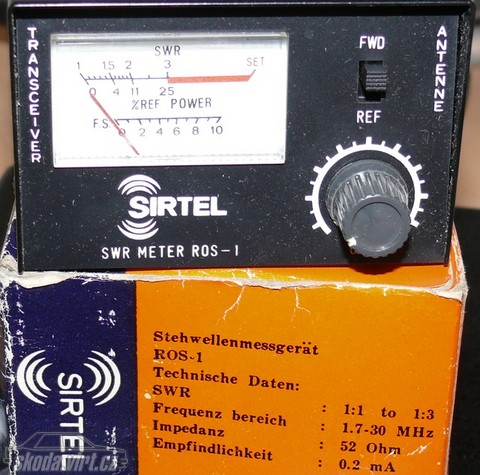 TRANSCEIVER
SWR
1 1.5 2 3 SET
0 4 11 25
%REF POWER
F.S. 0 2 4 6 8 10
FWD
REF
ANTENNE
SIRTEL
SWR METER ROS-1
SIRTEL
Stehwellenmessgerät
ROS-1
Technische Daten:
SWR : 1:1 to 1:3
Frequenz bereich : 1.7-30 MHz
Impedanz : 52 Ohm
Empfindlichkeit : 0.2 mA
skodavirt.cz